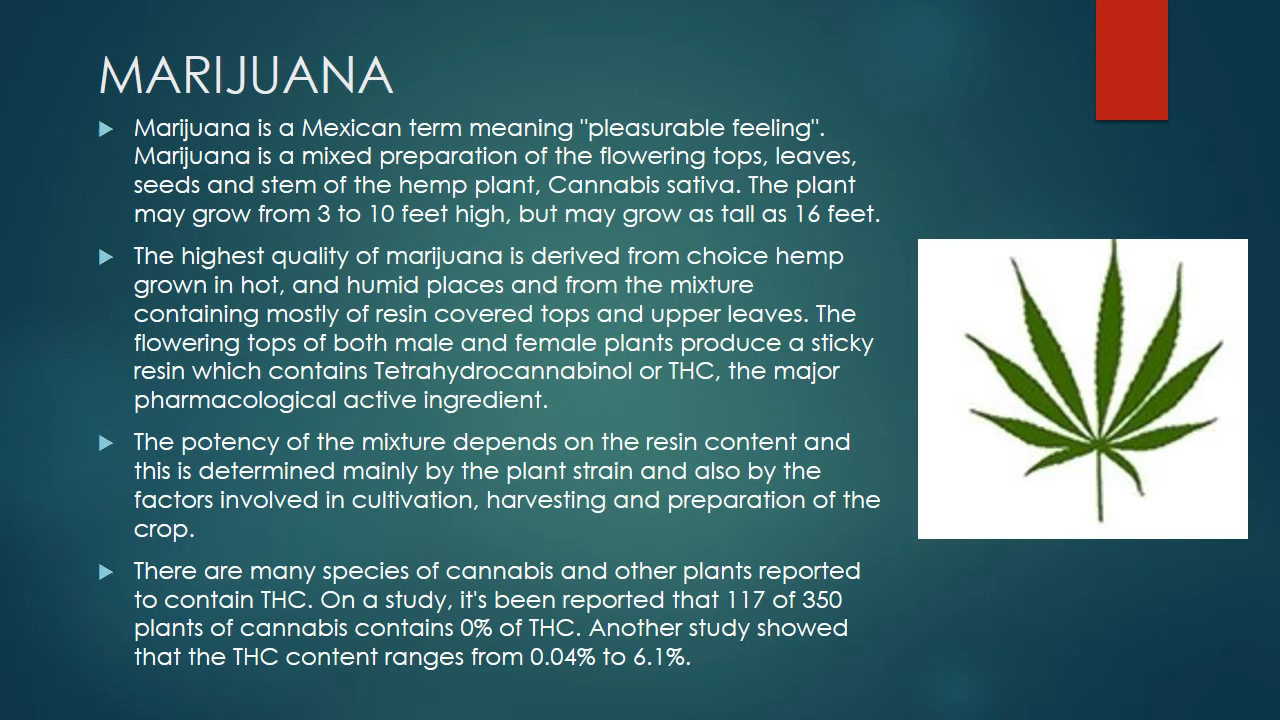 MARIJUANA
Marijuana is a Mexican term meaning "pleasurable feeling".
Marijuana is a mixed preparation of the flowering tops, leaves,
seeds and stem of the hemp plant, Cannabis sativa. The plant
may grow from 3 to 10 feet high, but may grow as tall as 16 feet.
The highest quality of marijuana is derived from choice hemp
grown in hot, and humid places and from the mixture
containing mostly of resin covered tops and upper leaves. The
flowering tops of both male and female plants produce a sticky
resin which contains Tetrahydrocannabinol or THC, the major
pharmacological active ingredient.
The potency of the mixture depends on the resin content and
this is determined mainly by the plant strain and also by the
factors involved in cultivation, harvesting and preparation of the
crop.
There are many species of cannabis and other plants reported
to contain THC. On a study, it's been reported that 117 of 350
plants of cannabis contains 0% of THC. Another study showed
that the THC content ranges from 0.04% to 6.1%.